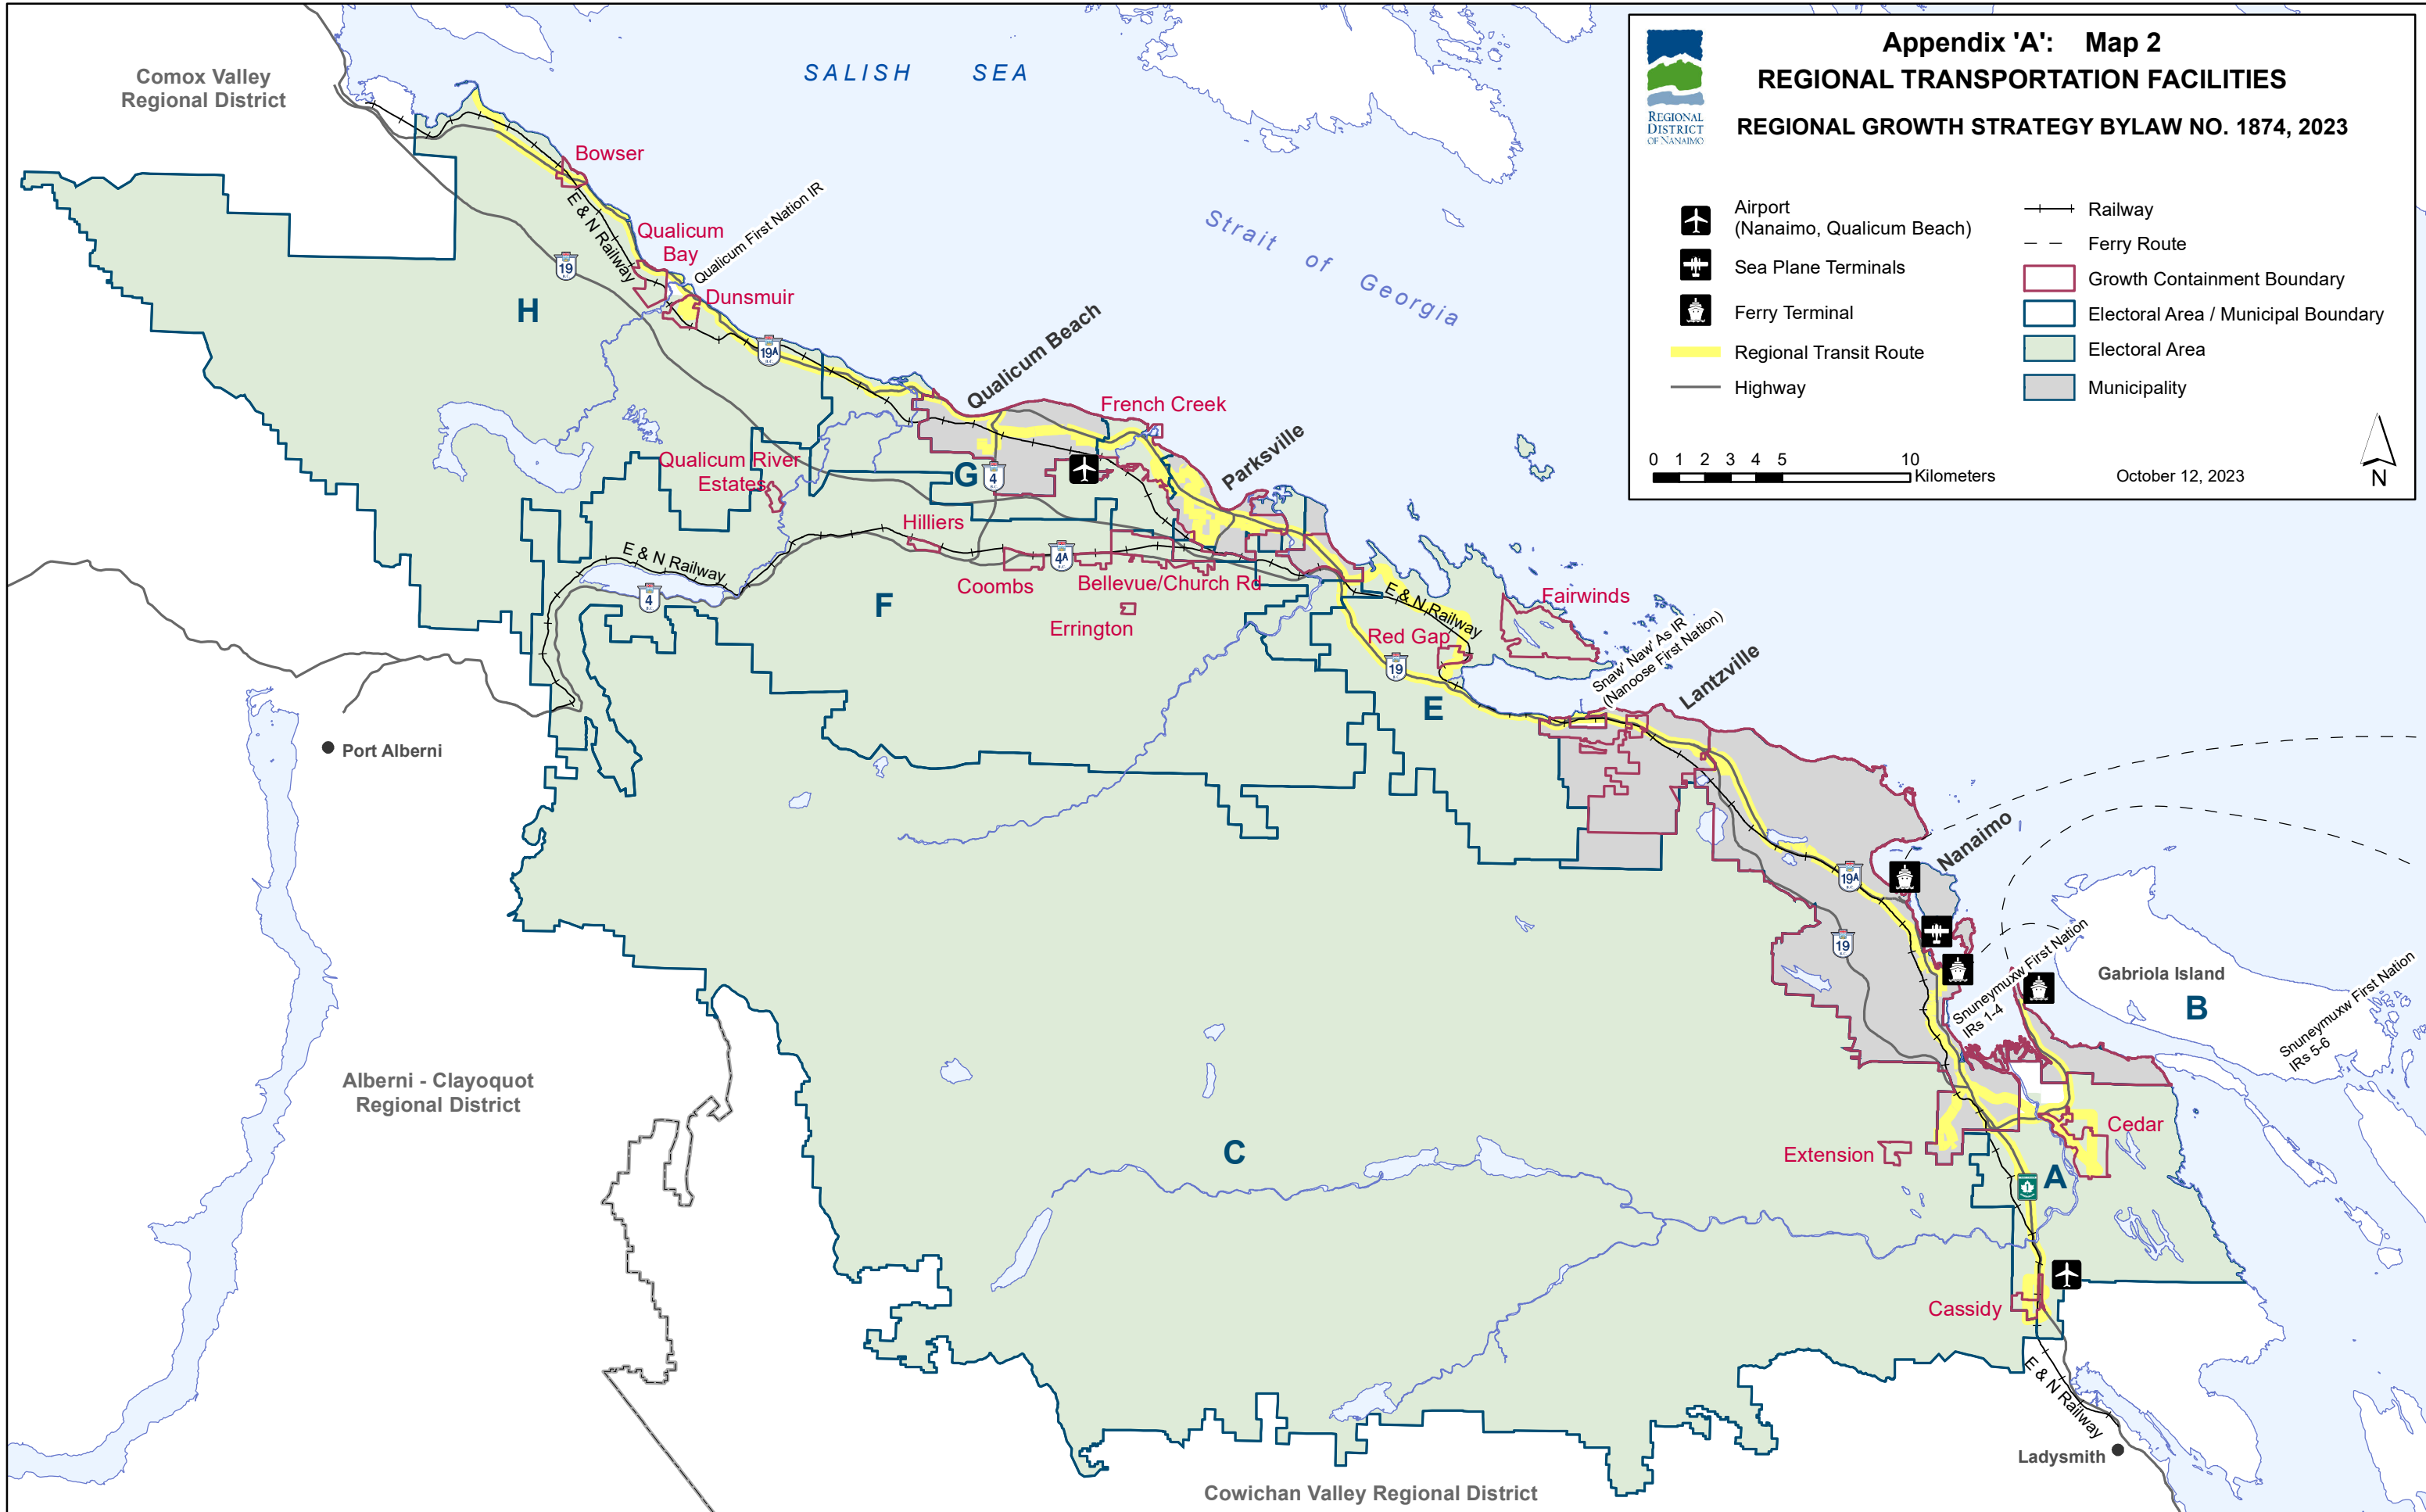 Appendix 'A': Map 2
REGIONAL TRANSPORTATION FACILITIES
REGIONAL GROWTH STRATEGY BYLAW NO. 1874, 2023
REGIONAL
DISTRICT
OF NANAIMO
Airport
(Nanaimo, Qualicum Beach)
Sea Plane Terminals
Ferry Terminal
Regional Transit Route
Highway
Railway
Ferry Route
Growth Containment Boundary
Electoral Area / Municipal Boundary
Electoral Area
Municipality
0 1 2 3 4 5 10
Kilometers
October 12, 2023
N
Comox Valley
Regional District
SALISH SEA
Strait of Georgia
Bowser
E & N Railway
Qualicum
Bay
Qualicum First Nation IR
Dunsmuir
19
H
19A
Qualicum Beach
French Creek
Parksville
G
4
Qualicum River
Estates
Hilliers
E & N Railway
4A
4
Coombs
Bellevue/Church Rd
Errington
F
E & N Railway
Fairwinds
Red Gap
19
Snaw' Naw' As IR
(Nanoose First Nation)
Lantzville
E
Port Alberni
Nanaimo
19A
19
Snuneymuxw First Nation
IRs 1-4
Gabriola Island
B
Snuneymuxw First Nation
IRs 5-6
Alberni - Clayoquot
Regional District
C
Extension
Cedar
A
1
Cassidy
E & N Railway
Ladysmith
Cowichan Valley Regional District